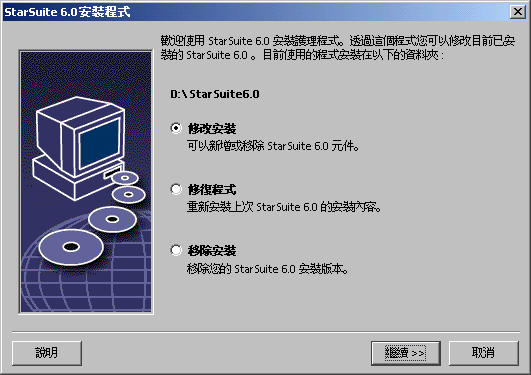 StarSuite 6.0安裝程式
歡迎使用 StarSuite 6.0 安裝護理程式。透過這個程式您可以修改目前已安
裝的 StarSuite 6.0 。目前使用的程式安裝在以下的資料夾：
D:\StarSuite6.0
修改安裝
可以新增或移除 StarSuite 6.0 元件。
修復程式
重新安裝上次 StarSuite 6.0 的安裝內容。
移除安裝
移除您的 StarSuite 6.0 安裝版本。
說明
繼續 >>
取消